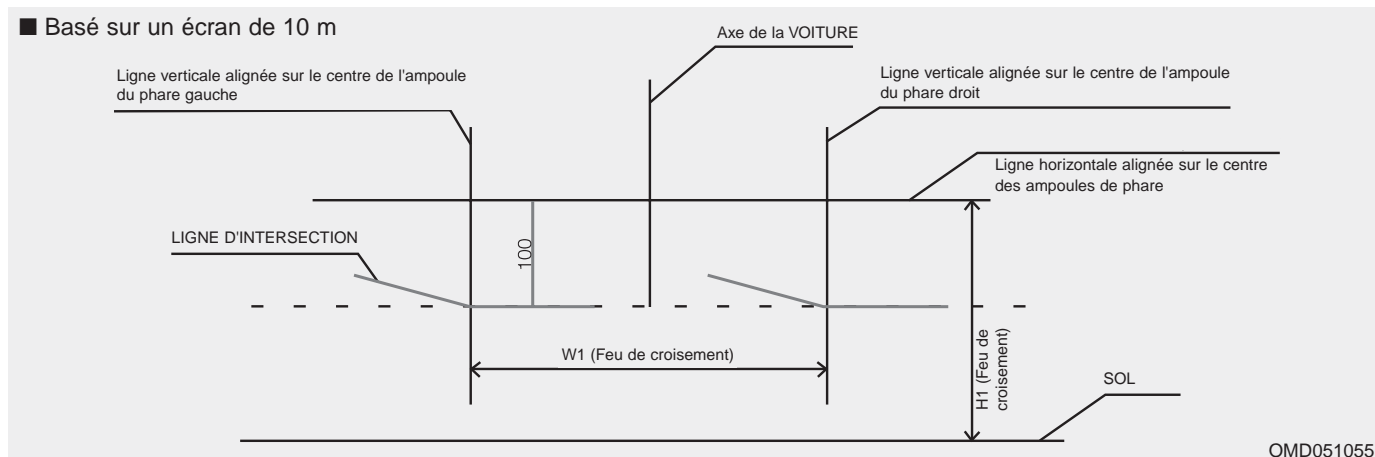 ■ Basé sur un écran de 10 m
Axe de la VOITURE
Ligne verticale alignée sur le centre de l'ampoule
du phare gauche
Ligne verticale alignée sur le centre de l'ampoule
du phare droit
Ligne horizontale alignée sur le centre
des ampoules de phare
LIGNE D'INTERSECTION
100
W1 (Feu de croisement)
H1 (Feu de
croisement)
SOL
OMD051055